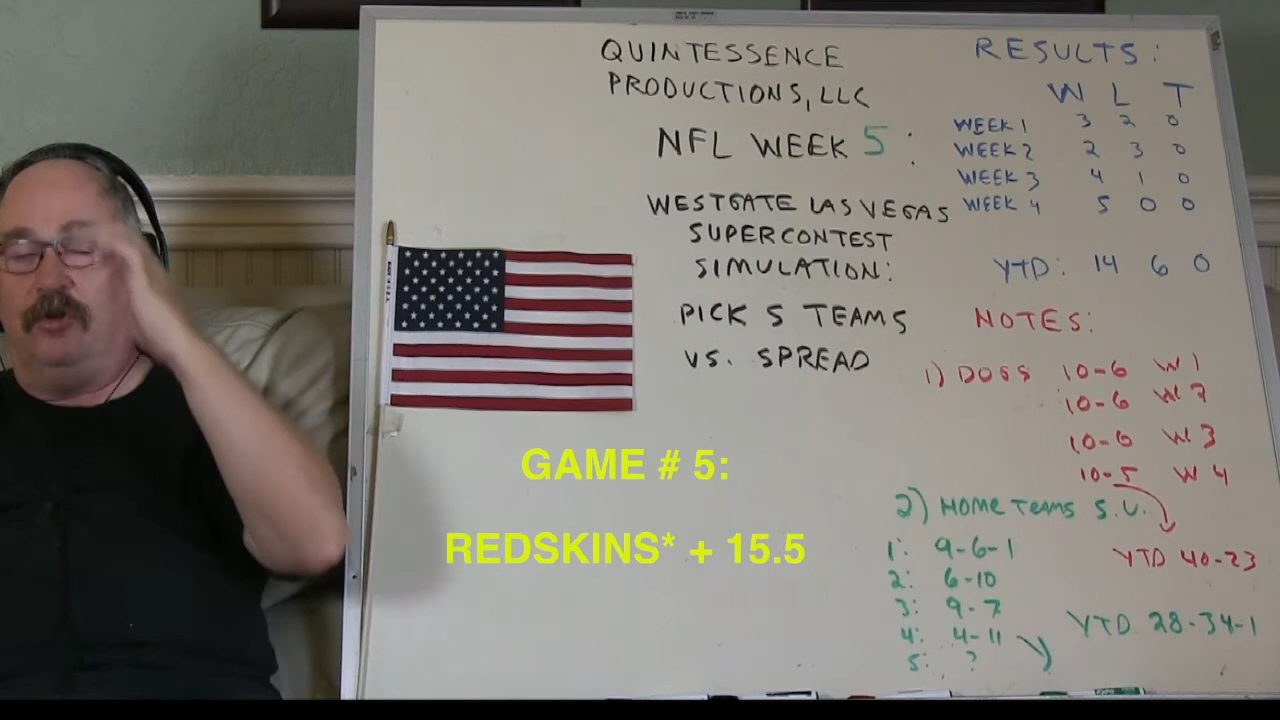 QUINTESSENCE
PRODUCTIONS, LLC
NFL WEEK 5:
WESTGATE LAS VEGAS
SUPERCONTEST
SIMULATION:
PICK 5 TEAMS
VS. SPREAD
GAME # 5:
REDSKINS* + 15.5
RESULTS:
W L T
WEEK 1 3 2 0
WEEK 2 2 3 0
WEEK 3 4 1 0
WEEK 4 5 0 0
YTD: 14 6 0
NOTES:
1) DOGS 10-6 W 1
10-6 W 2
10-6 W 3
10-5 W 4
YTD 40-23
2) HOME TEAMS S.U.
1: 9-6-1
2: 6-10
3: 9-7
4: 4-11
5: ?
YTD 28-34-1